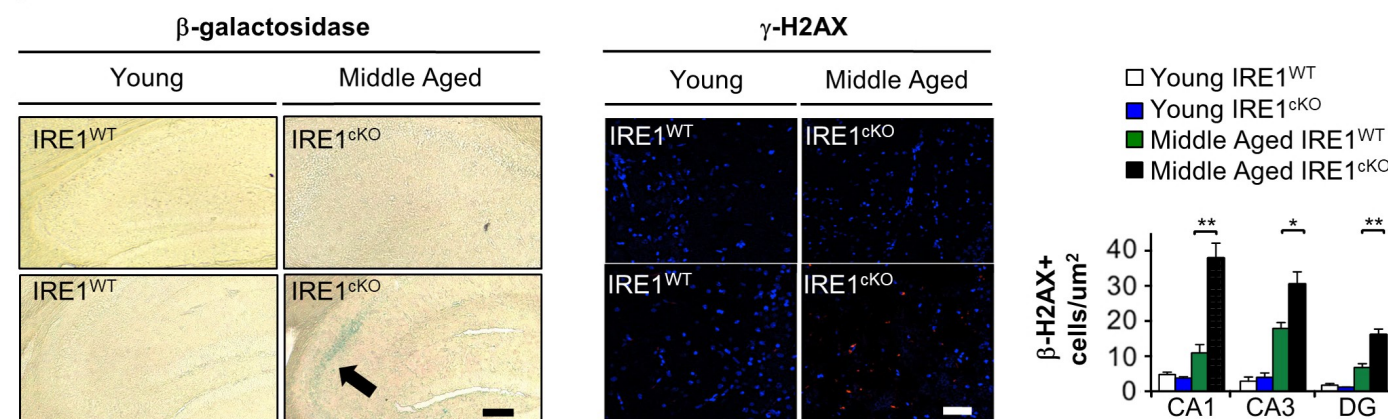 β-galactosidase
Young Middle Aged
IRE1WT IRE1cKO
IRE1WT IRE1cKO
γ-H2AX
Young Middle Aged
IRE1WT IRE1cKO
IRE1WT IRE1cKO
Young IRE1WT
Young IRE1cKO
Middle Aged IRE1WT
Middle Aged IRE1cKO
** * **
β-H2AX+
cells/um2
40
30
20
10
0
CA1 CA3 DG